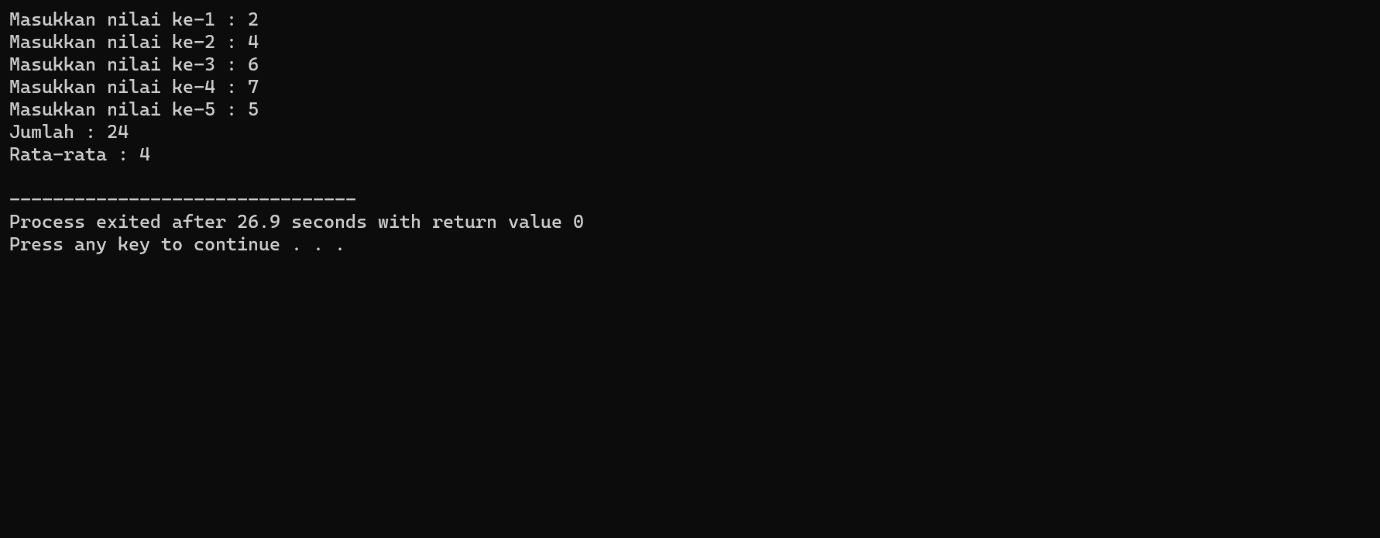 Masukkan nilai ke-1 : 2
Masukkan nilai ke-2 : 4
Masukkan nilai ke-3 : 6
Masukkan nilai ke-4 : 7
Masukkan nilai ke-5 : 5
Jumlah : 24
Rata-rata : 4
--------------------------------
Process exited after 26.9 seconds with return value 0
Press any key to continue . . .